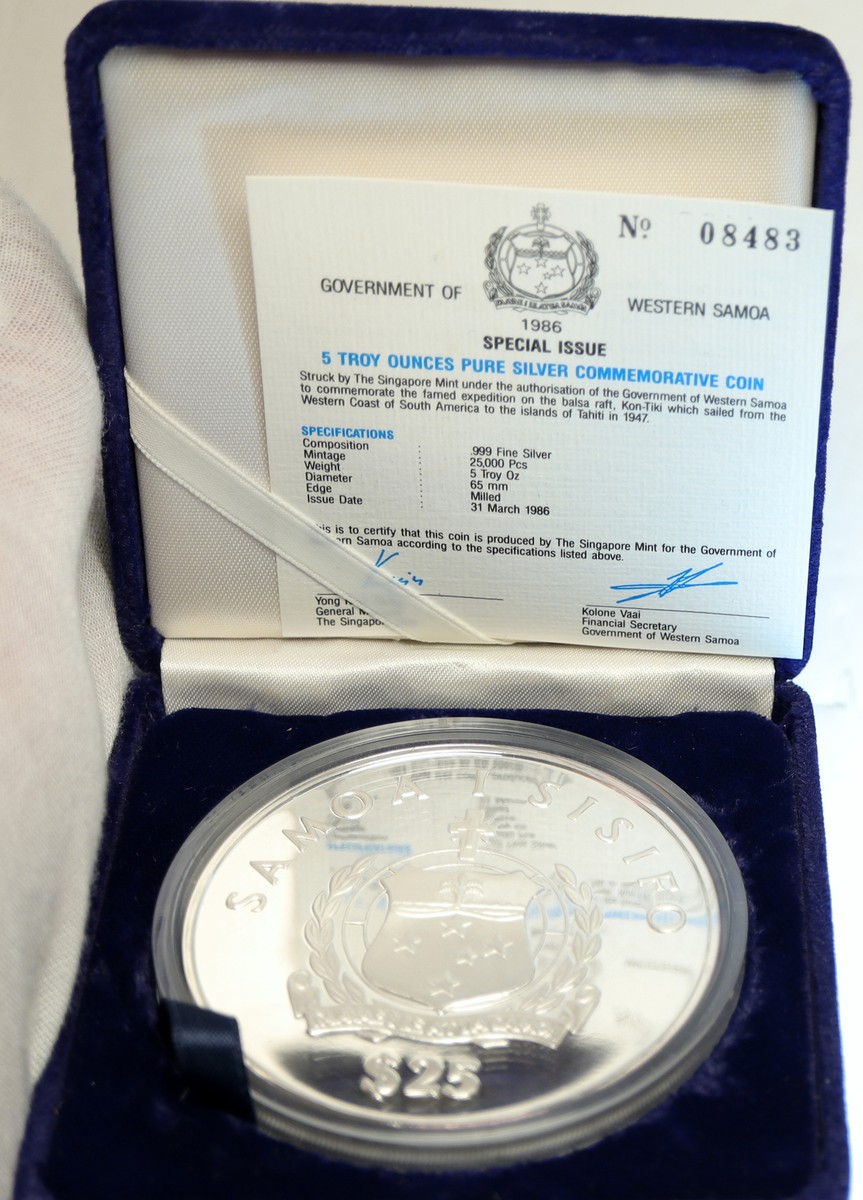 Nº 08483
GOVERNMENT OF
WESTERN SAMOA
1986
SPECIAL ISSUE
5 TROY OUNCES PURE SILVER COMMEMORATIVE COIN
Struck by The Singapore Mint under the authorisation of the Government of Western Samoa
to commemorate the famed expedition on the balsa raft, Kon-Tiki which sailed from the
Western Coast of South America to the islands of Tahiti in 1947.
SPECIFICATIONS
Composition : .999 Fine Silver
Mintage : 25,000 Pcs
Weight : 5 Troy Oz
Diameter : 65 mm
Edge : Milled
Issue Date : 31 March 1986
is is to certify that this coin is produced by The Singapore Mint for the Government of
rn Samoa according to the specifications listed above.
Yong
General
The Singapo
Kolone Vaai
Financial Secretary
Government of Western Samoa
SAMOA I SISIFO
$25